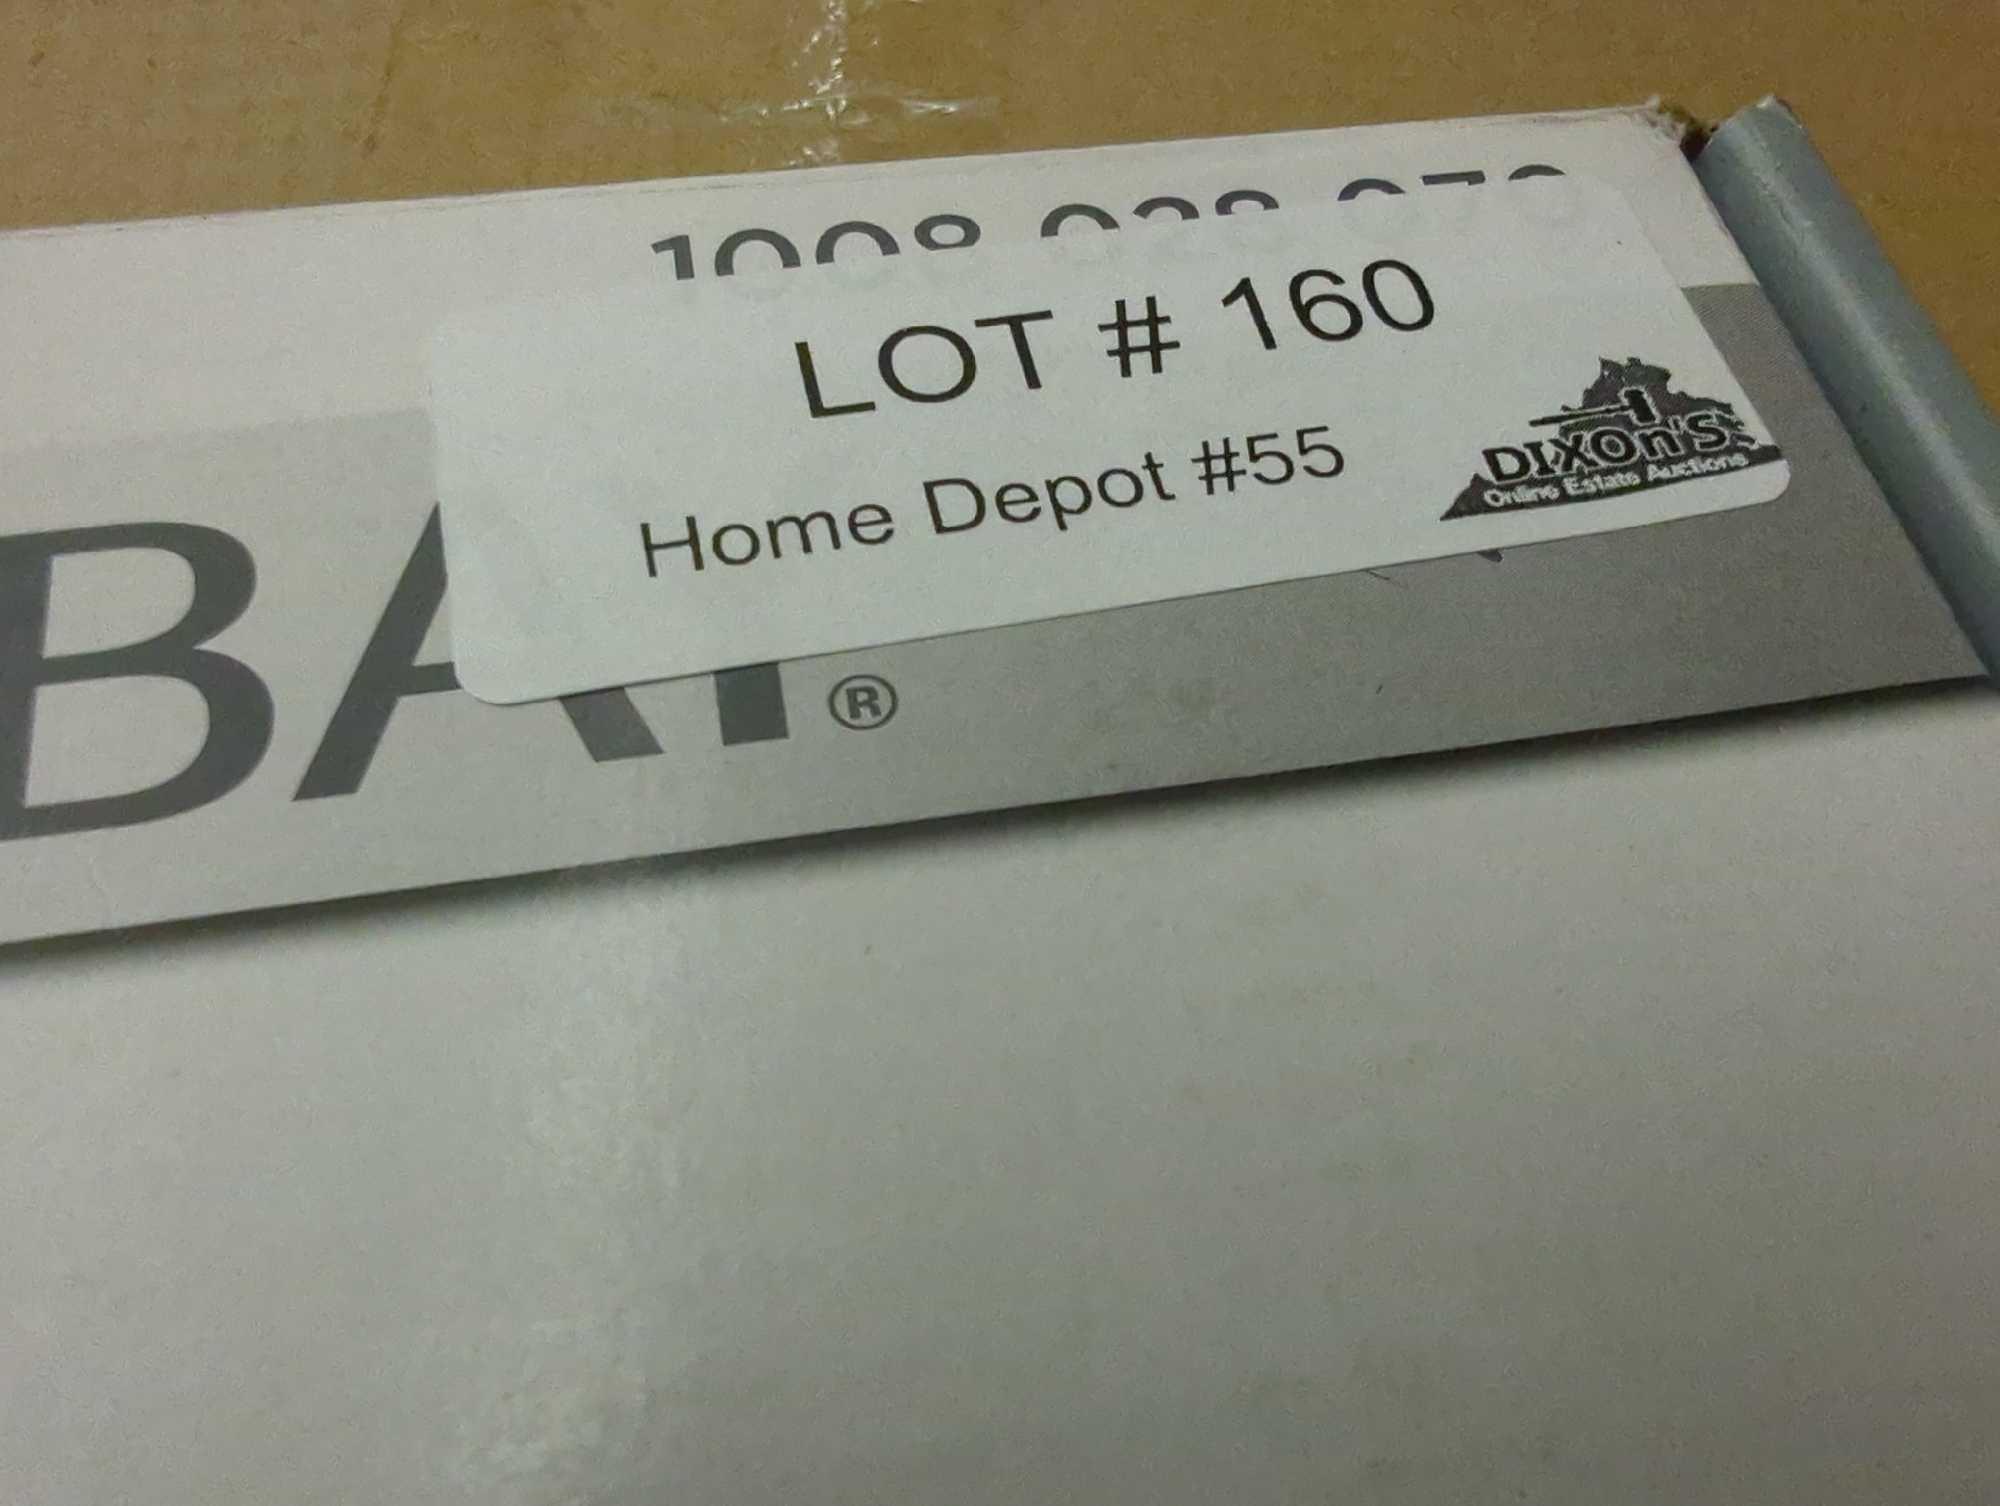 LOT # 160
Home Depot #55
DIXOn'S
Online Estate Auctions
®